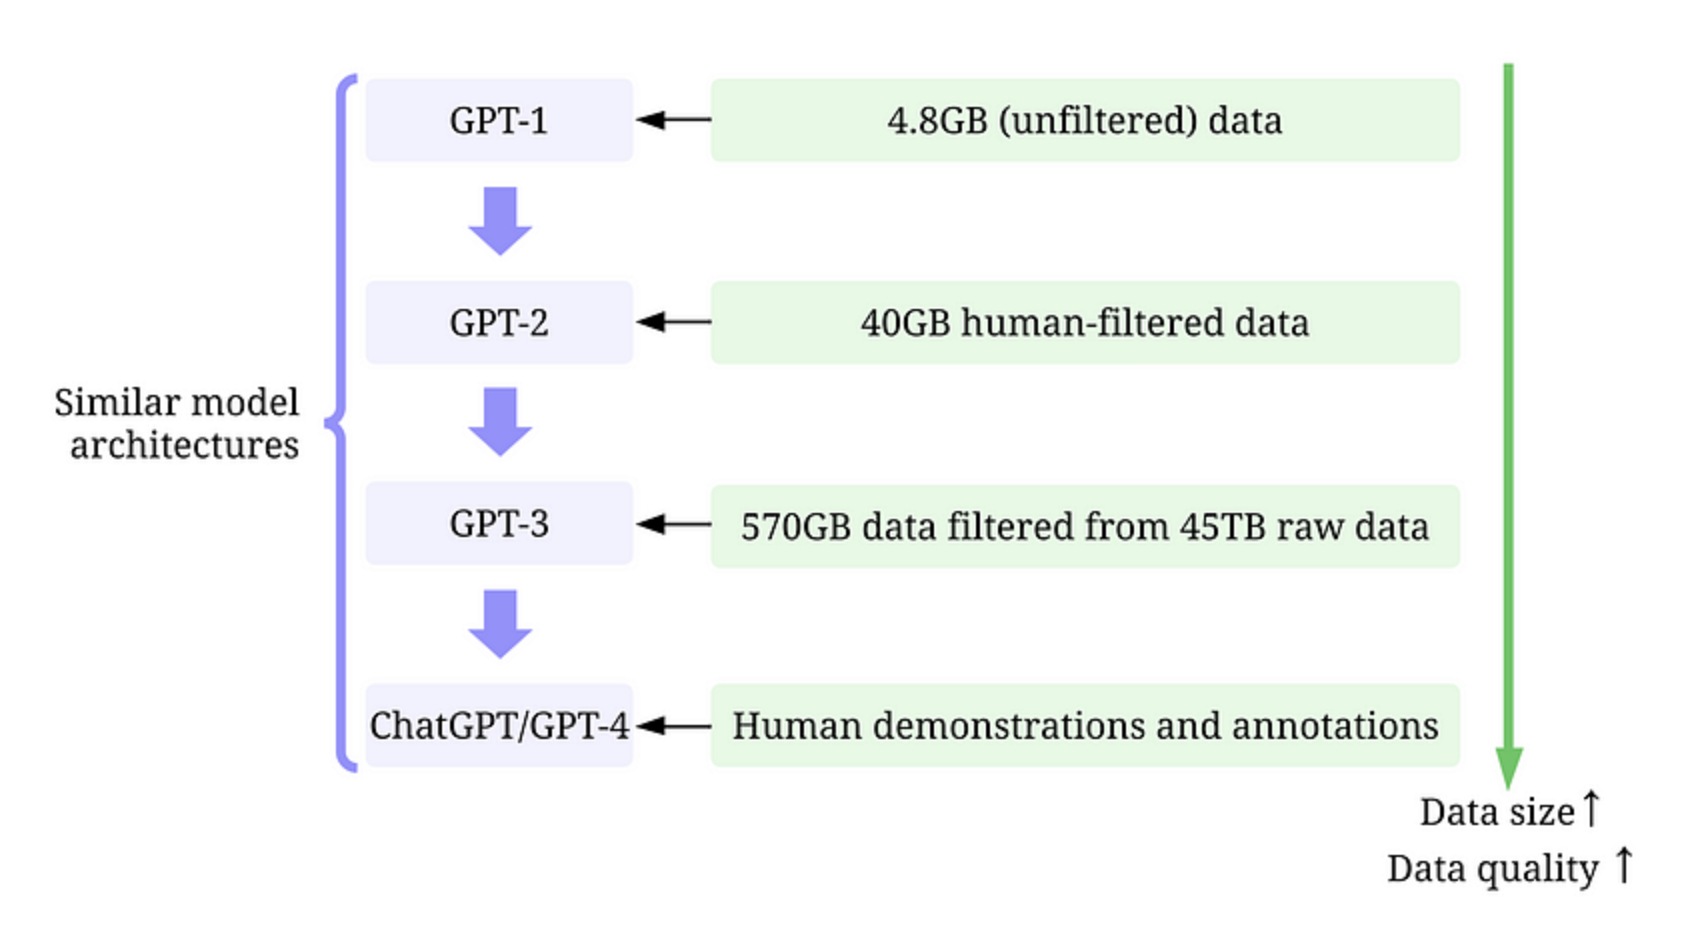 GPT-1
4.8GB (unfiltered) data
GPT-2
40GB human-filtered data
Similar model
architectures
GPT-3
570GB data filtered from 45TB raw data
ChatGPT/GPT-4
Human demonstrations and annotations
Data size↑
Data quality ↑